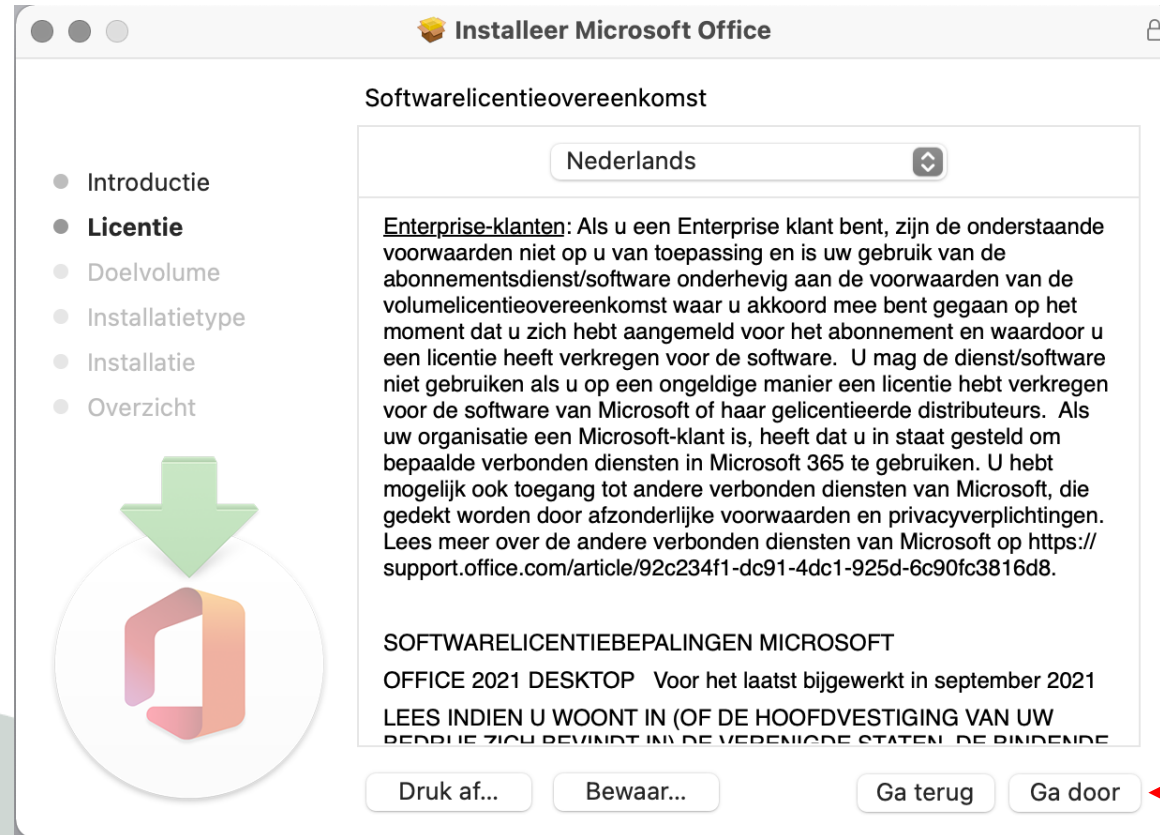 Installeer Microsoft Office
Softwarelicentieovereenkomst
Nederlands
Introductie
Licentie
Doelvolume
Installatietype
Installatie
Overzicht
Enterprise-klanten: Als u een Enterprise klant bent, zijn de onderstaande
voorwaarden niet op u van toepassing en is uw gebruik van de
abonnementsdienst/software onderhevig aan de voorwaarden van de
volumelicentieovereenkomst waar u akkoord mee bent gegaan op het
moment dat u zich hebt aangemeld voor het abonnement en waardoor u
een licentie heeft verkregen voor de software.  U mag de dienst/software
niet gebruiken als u op een ongeldige manier een licentie hebt verkregen
voor de software van Microsoft of haar gelicentieerde distributeurs.  Als
uw organisatie een Microsoft-klant is, heeft dat u in staat gesteld om
bepaalde verbonden diensten in Microsoft 365 te gebruiken. U hebt
mogelijk ook toegang tot andere verbonden diensten van Microsoft, die
gedekt worden door afzonderlijke voorwaarden en privacyverplichtingen.
Lees meer over de andere verbonden diensten van Microsoft op https://
support.office.com/article/92c234f1-dc91-4dc1-925d-6c90fc3816d8.
SOFTWARELICENTIEBEPALINGEN MICROSOFT
OFFICE 2021 DESKTOP   Voor het laatst bijgewerkt in september 2021
LEES INDIEN U WOONT IN (OF DE HOOFDVESTIGING VAN UW
BEDRIJF ZICH BEVINDT IN) DE VERENIGDE STATEN, DE BINDENDE
Druk af...
Bewaar...
Ga terug
Ga door